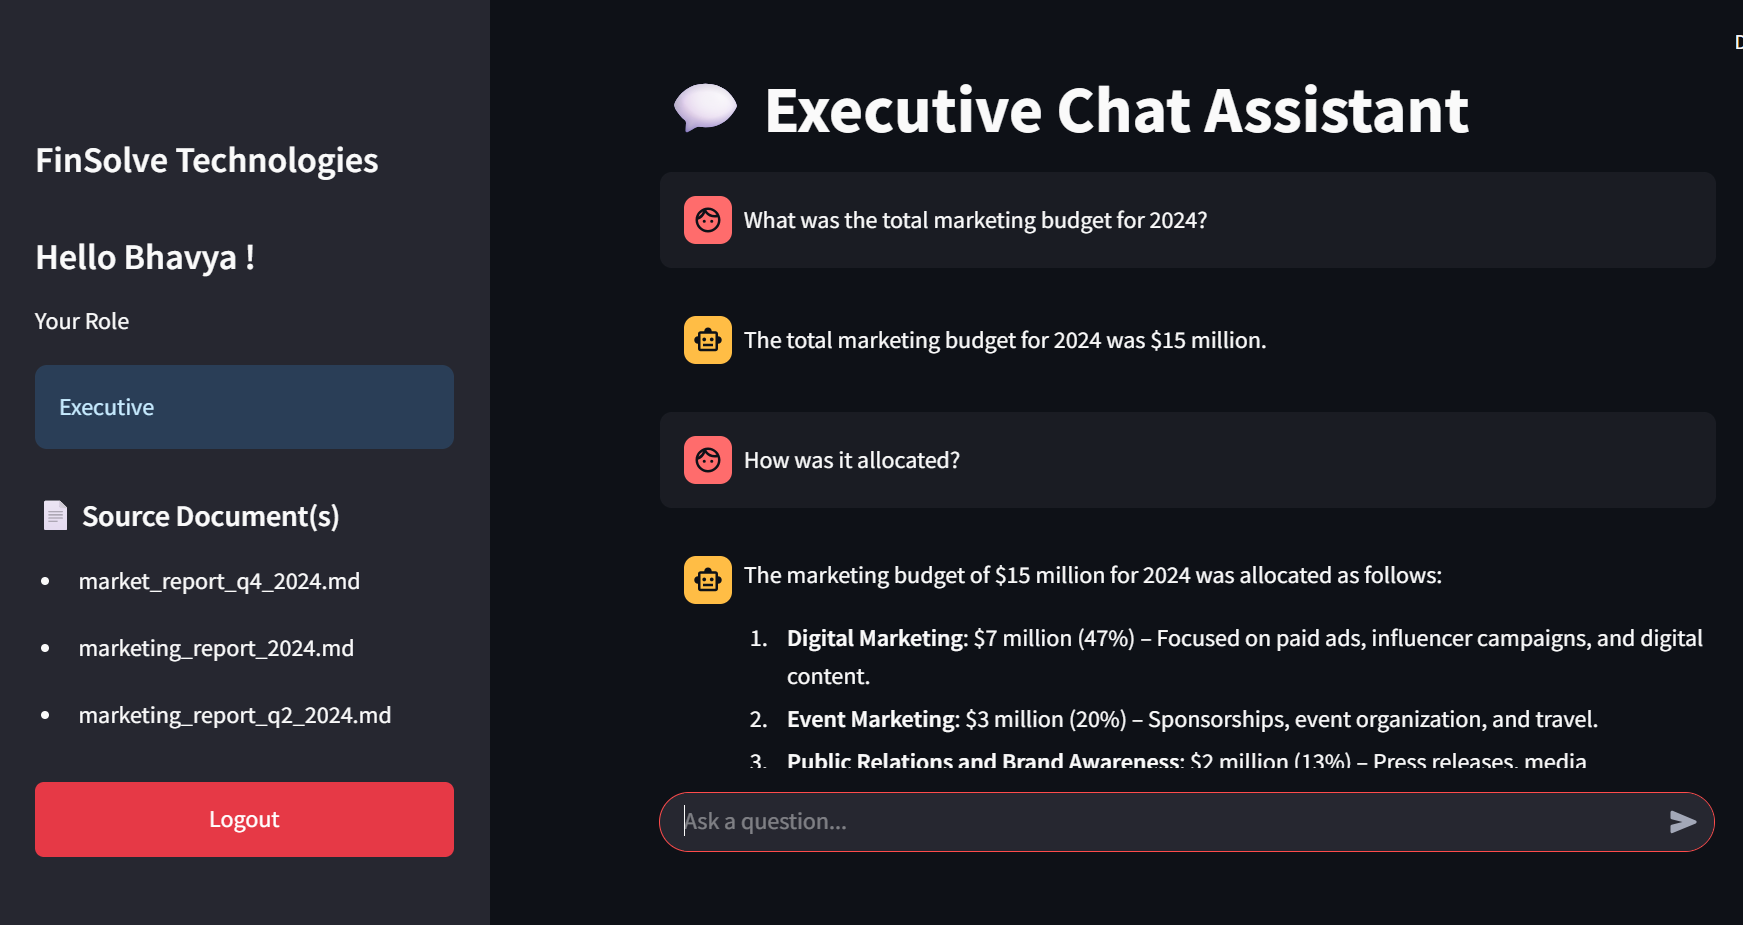 FinSolve Technologies
Hello Bhavya !
Your Role
Executive
Source Document(s)
• market_report_q4_2024.md
• marketing_report_2024.md
• marketing_report_q2_2024.md
Logout
D
Executive Chat Assistant
What was the total marketing budget for 2024?
The total marketing budget for 2024 was $15 million.
How was it allocated?
The marketing budget of $15 million for 2024 was allocated as follows:
1. Digital Marketing: $7 million (47%) – Focused on paid ads, influencer campaigns, and digital
content.
2. Event Marketing: $3 million (20%) – Sponsorships, event organization, and travel.
3. Public Relations and Brand Awareness: $2 million (13%) – Press releases, media
Ask a question...